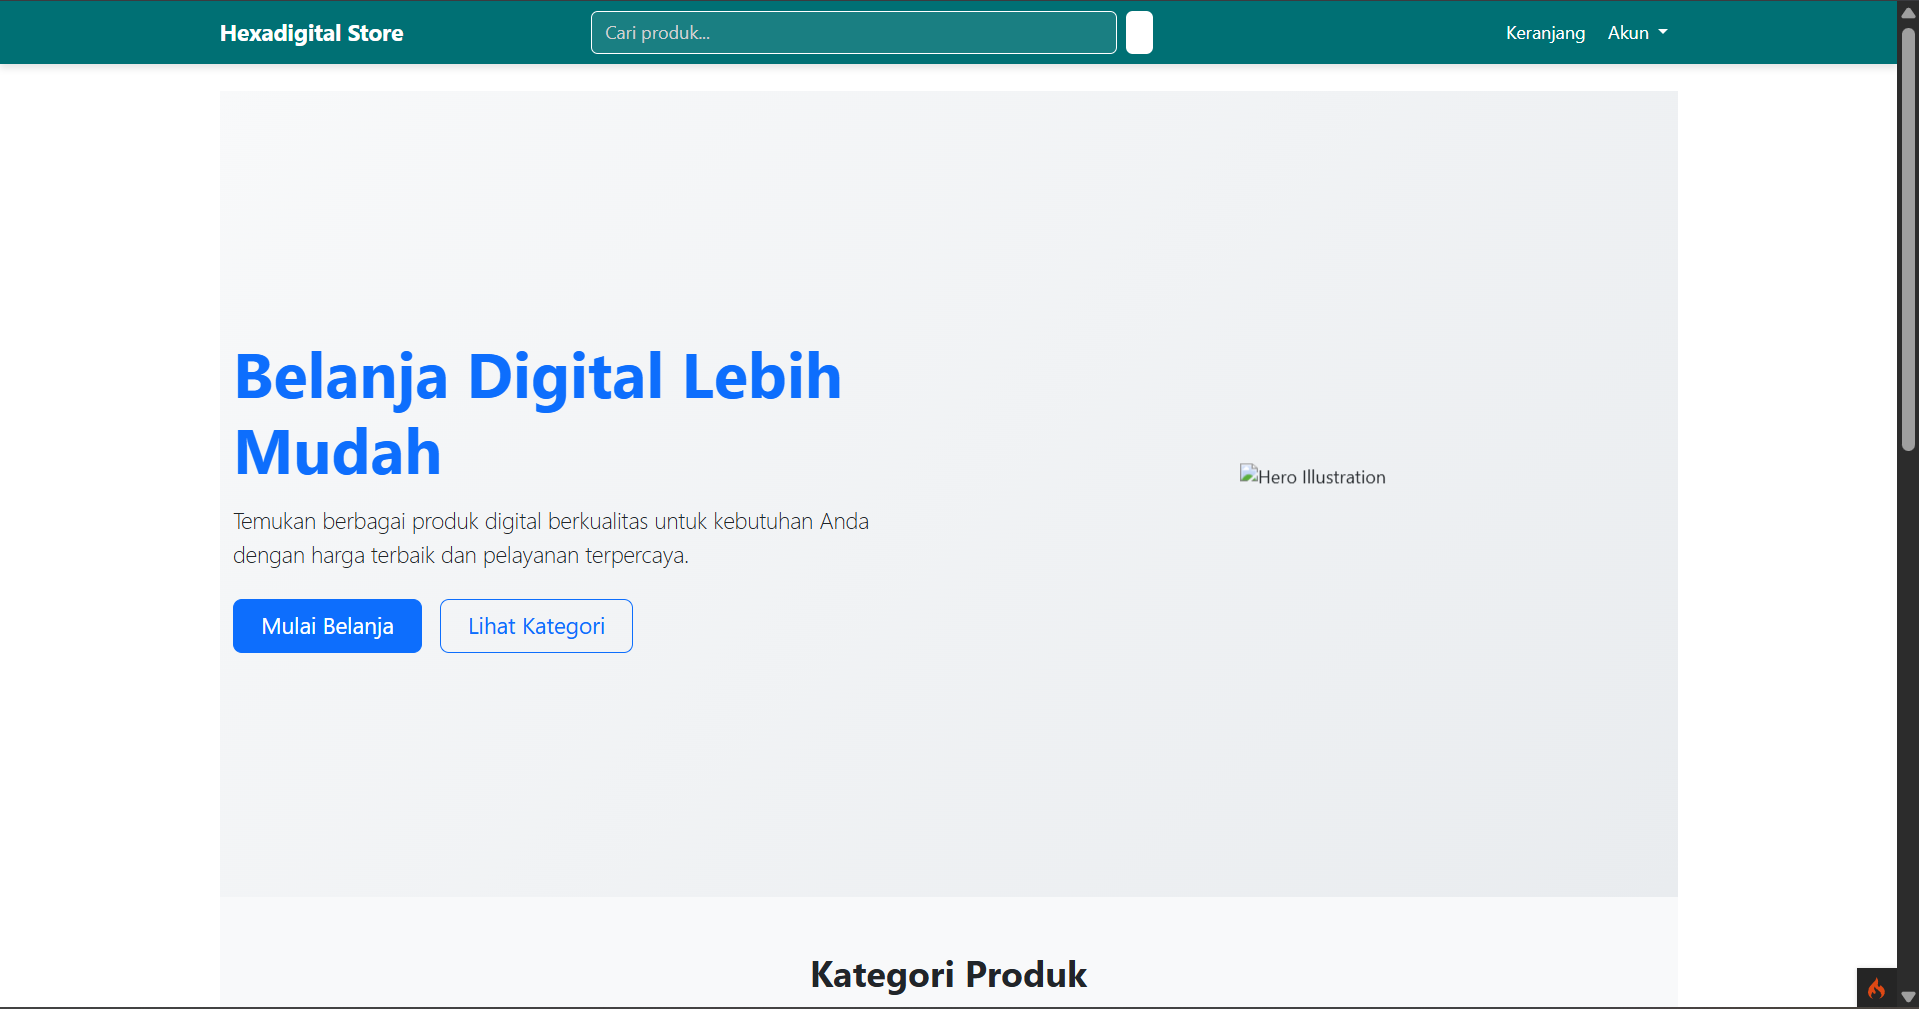 Hexadigital Store
Cari produk...
Keranjang
Akun
Belanja Digital Lebih
Mudah
Temukan berbagai produk digital berkualitas untuk kebutuhan Anda
dengan harga terbaik dan pelayanan terpercaya.
Mulai Belanja
Lihat Kategori
Hero Illustration
Kategori Produk